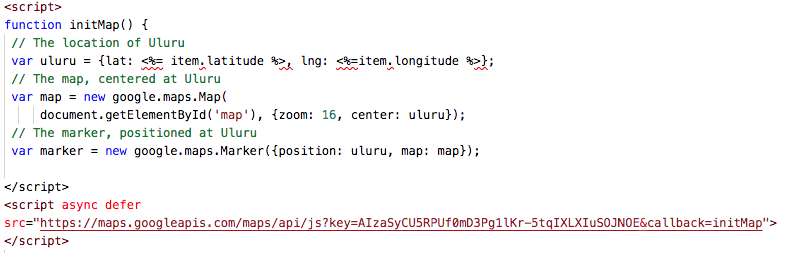 <script>
function initMap() {
// The location of Uluru
var uluru = {lat: <%= item.latitude %>, lng: <%=item.longitude %>};
// The map, centered at Uluru
var map = new google.maps.Map(
document.getElementById('map'), {zoom: 16, center: uluru});
// The marker, positioned at Uluru
var marker = new google.maps.Marker({position: uluru, map: map});
</script>
<script async defer
src="https://maps.googleapis.com/maps/api/js?key=AIzaSyCU5RPUf0mD3Pg1lKr-5tqIXLXIuSOJNOE&callback=initMap">
</script>